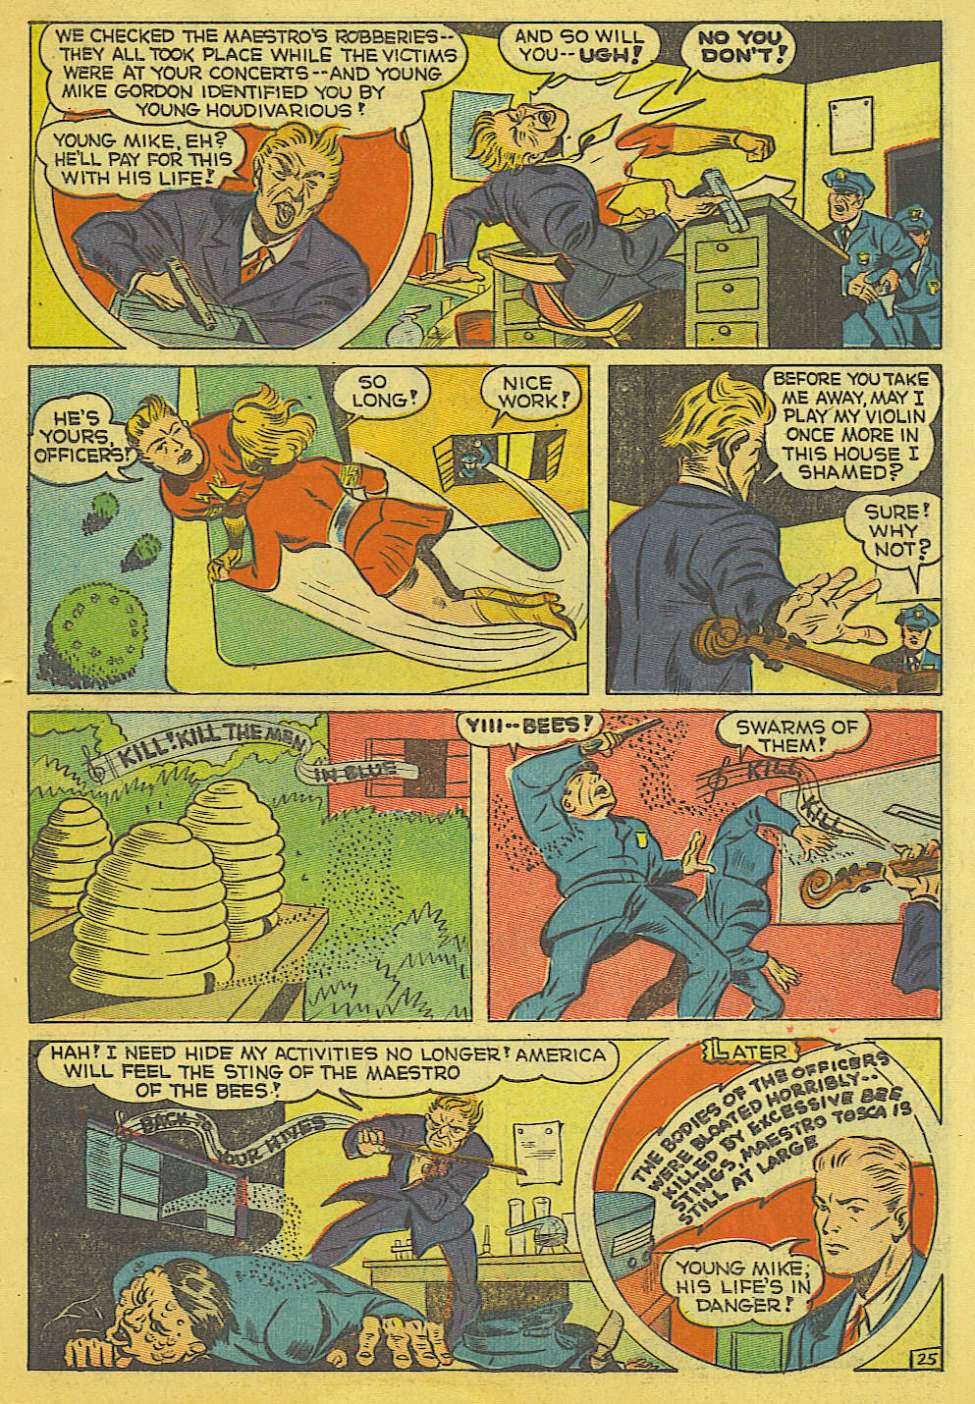 WE CHECKED THE MAESTRO'S ROBBERIES--
THEY ALL TOOK PLACE WHILE THE VICTIMS
WERE AT YOUR CONCERTS--AND YOUNG
MIKE GORDON IDENTIFIED YOU BY
YOUNG HOUDIVARIOUS!
YOUNG MIKE, EH?
HE'LL PAY FOR THIS
WITH HIS LIFE!
AND SO WILL
YOU--UGH!
NO YOU
DON'T!
HE'S
YOURS,
OFFICERS!
SO
LONG!
NICE
WORK!
BEFORE YOU TAKE
ME AWAY, MAY I
PLAY MY VIOLIN
ONCE MORE IN
THIS HOUSE I
SHAMED?
SURE!
WHY
NOT?
KILL! KILL THE MEN
IN BLUE
YIII--BEES!
SWARMS OF
THEM!
KILL
KILL
HAH! I NEED HIDE MY ACTIVITIES NO LONGER! AMERICA
WILL FEEL THE STING OF THE MAESTRO
OF THE BEES!
BACK TO
YOUR HIVES
LATER
THE BODIES OF THE OFFICERS
WERE BLOATED HORRIBLY--
KILLED BY EXCESSIVE BEE
STINGS, MAESTRO TOSCA IS
STILL AT LARGE
YOUNG MIKE;
HIS LIFE'S IN
DANGER!
25